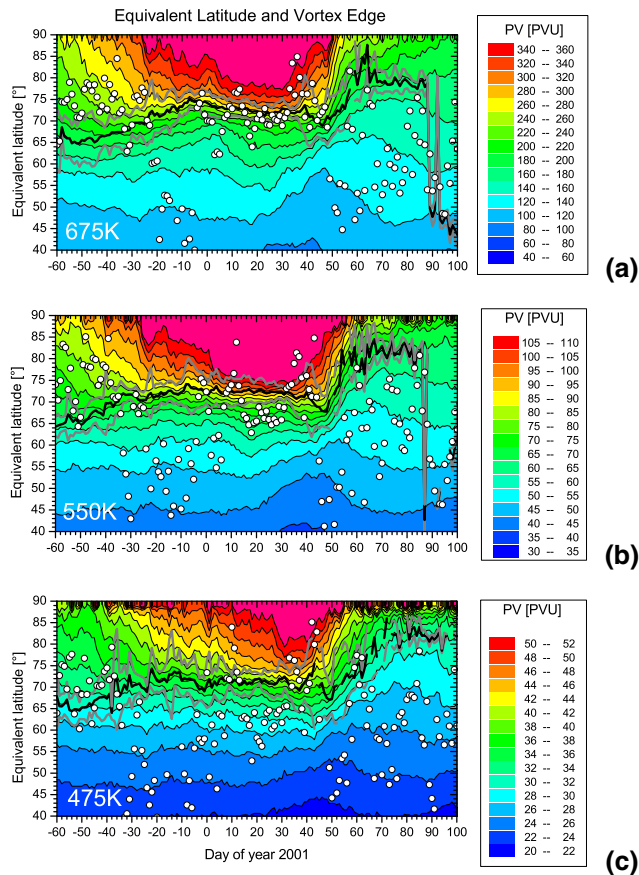 Equivalent Latitude and Vortex Edge
Equivalent latitude [°]
90
85
80
75
70
65
60
55
50
45
40
675K
-60 -50 -40 -30 -20 -10 0 10 20 30 40 50 60 70 80 90 100
PV [PVU]
340 -- 360
320 -- 340
300 -- 320
280 -- 300
260 -- 280
240 -- 260
220 -- 240
200 -- 220
180 -- 200
160 -- 180
140 -- 160
120 -- 140
100 -- 120
80 -- 100
60 -- 80
40 -- 60
(a)
Equivalent latitude [°]
90
85
80
75
70
65
60
55
50
45
40
550K
-60 -50 -40 -30 -20 -10 0 10 20 30 40 50 60 70 80 90 100
PV [PVU]
105 -- 110
100 -- 105
95 -- 100
90 -- 95
85 -- 90
80 -- 85
75 -- 80
70 -- 75
65 -- 70
60 -- 65
55 -- 60
50 -- 55
45 -- 50
40 -- 45
35 -- 40
30 -- 35
(b)
Equivalent latitude [°]
90
85
80
75
70
65
60
55
50
45
40
475K
-60 -50 -40 -30 -20 -10 0 10 20 30 40 50 60 70 80 90 100
Day of year 2001
PV [PVU]
50 -- 52
48 -- 50
46 -- 48
44 -- 46
42 -- 44
40 -- 42
38 -- 40
36 -- 38
34 -- 36
32 -- 34
30 -- 32
28 -- 30
26 -- 28
24 -- 26
22 -- 24
20 -- 22
(c)